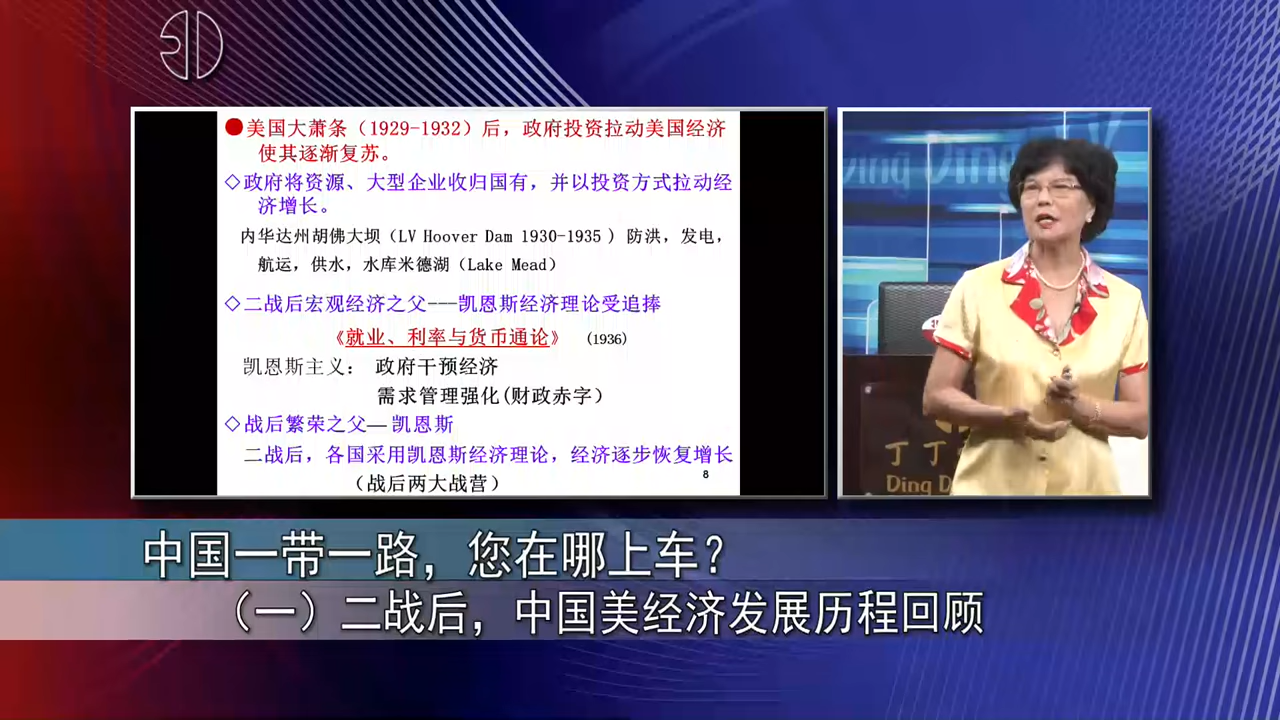 ●美国大萧条（1929-1932）后，政府投资拉动美国经济
使其逐渐复苏。
◇政府将资源、大型企业收归国有，并以投资方式拉动经
济增长。
内华达州胡佛大坝（LV Hoover Dam 1930-1935 ) 防洪，发电，
航运，供水，水库米德湖（Lake Mead）
◇二战后宏观经济之父---凯恩斯经济理论受追捧
《就业、利率与货币通论》 (1936)
凯恩斯主义： 政府干预经济
需求管理强化(财政赤字）
◇战后繁荣之父— 凯恩斯
二战后，各国采用凯恩斯经济理论，经济逐步恢复增长
（战后两大战营）
8
Ding Ding TV
丁丁
Ding D
中国一带一路，您在哪上车？
（一）二战后，中国美经济发展历程回顾